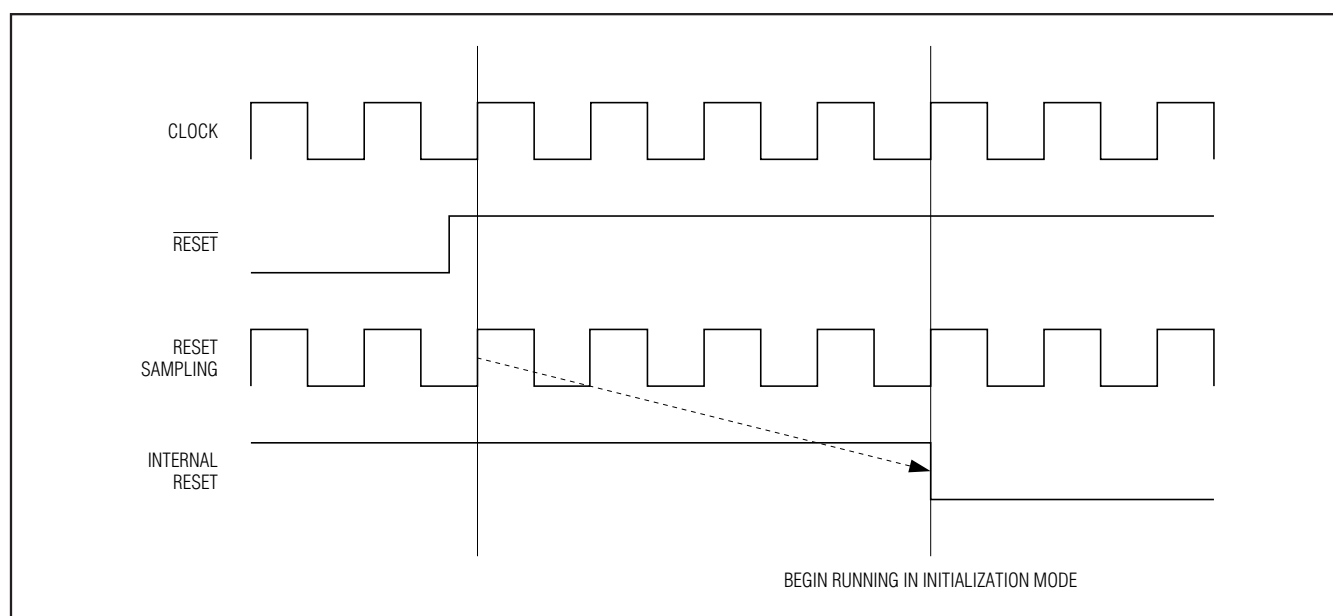 CLOCK
RESET
RESET
SAMPLING
INTERNAL
RESET
BEGIN RUNNING IN INITIALIZATION MODE